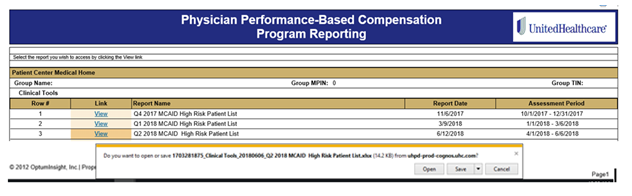 Physician Performance-Based Compensation
Program Reporting
UnitedHealthcare
Select the report you wish to access by clicking the View link
Patient Center Medical Home
Group Name: Group MPIN: 0 Group TIN:
Clinical Tools
Row # Link Report Name Report Date Assessment Period
1 View Q4 2017 MCAID High Risk Patient List 11/6/2017 10/1/2017 - 12/31/2017
2 View Q1 2018 MCAID High Risk Patient List 3/9/2018 1/1/2018 - 3/6/2018
3 View Q2 2018 MCAID High Risk Patient List 6/12/2018 4/1/2018 - 6/6/2018
Do you want to open or save 1703281875_Clinical Tools_20180606_Q2 2018 MCAID High Risk Patient List.xlsx (14.2 KB) from uhpd-prod-cognos.uhc.com?
Open Save Cancel
© 2012 OptumInsight, Inc.| Prop
Page1